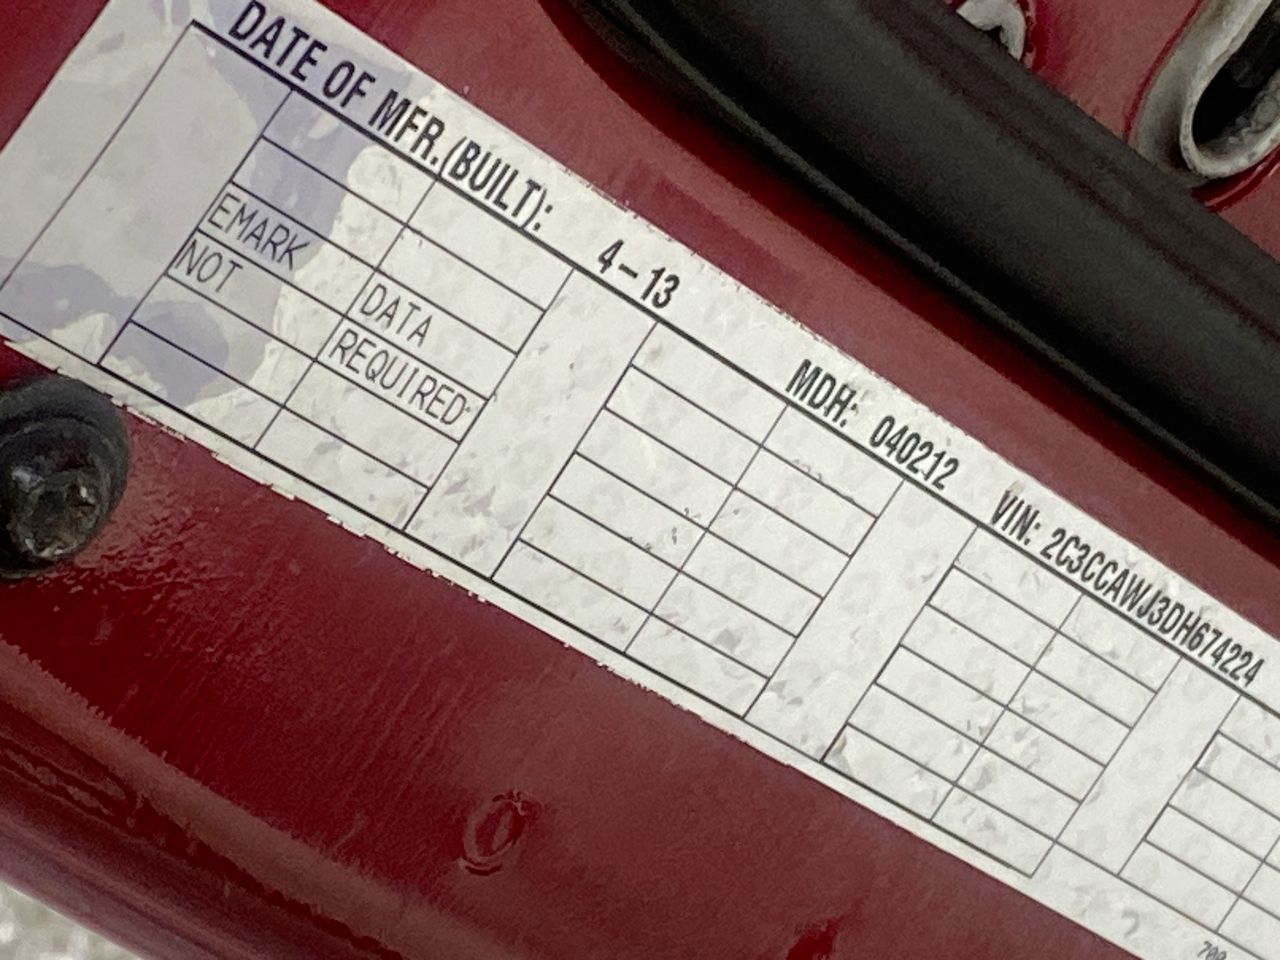 DATE OF MFR.(BUILT): 4-13 MDH: 040212 VIN: 2C3CCAWJ3DH674224
EMARK DATA
NOT REQUIRED